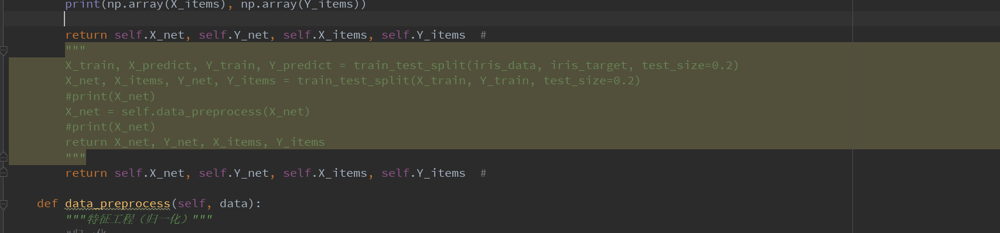 print(np.array(X_items), np.array(Y_items))
return self.X_net, self.Y_net, self.X_items, self.Y_items  #
"""
X_train, X_predict, Y_train, Y_predict = train_test_split(iris_data, iris_target, test_size=0.2)
X_net, X_items, Y_net, Y_items = train_test_split(X_train, Y_train, test_size=0.2)
#print(X_net)
X_net = self.data_preprocess(X_net)
#print(X_net)
return X_net, Y_net, X_items, Y_items
"""
return self.X_net, self.Y_net, self.X_items, self.Y_items  #
def data_preprocess(self, data):
"""特征工程（归一化）"""
#归一化